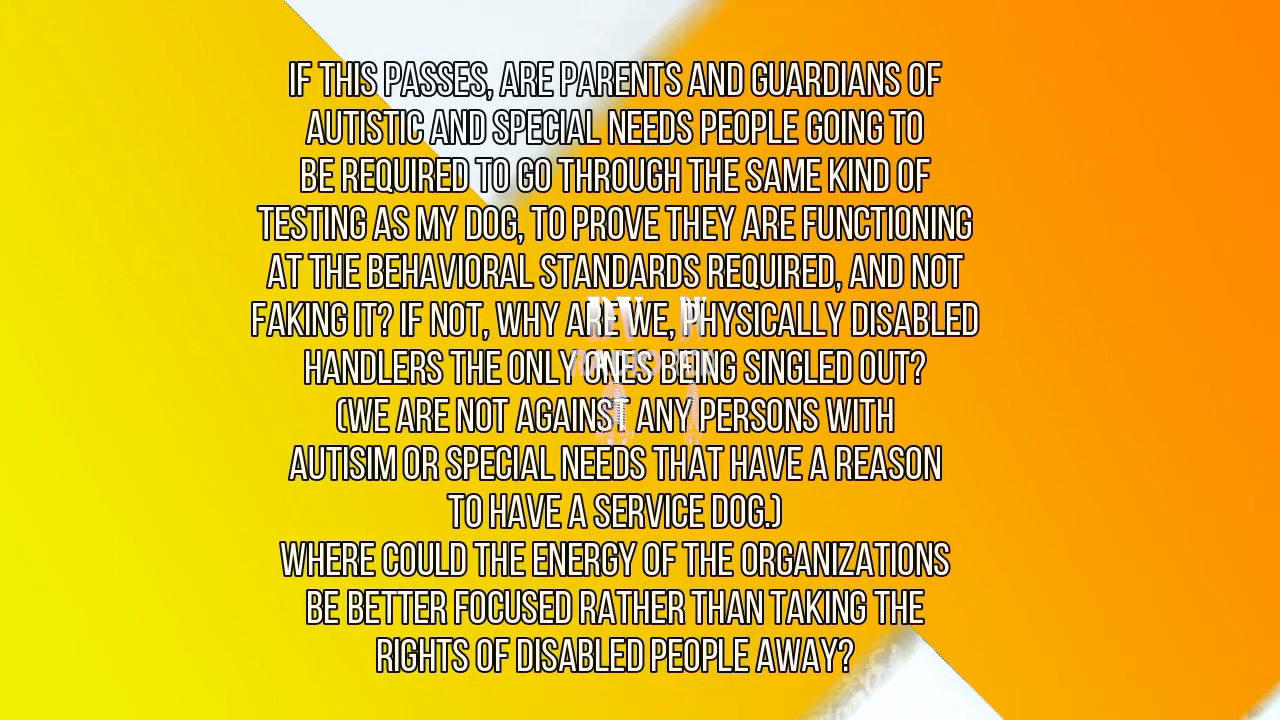 IF THIS PASSES, ARE PARENTS AND GUARDIANS OF
AUTISTIC AND SPECIAL NEEDS PEOPLE GOING TO
BE REQUIRED TO GO THROUGH THE SAME KIND OF
TESTING AS MY DOG, TO PROVE THEY ARE FUNCTIONING
AT THE BEHAVIORAL STANDARDS REQUIRED, AND NOT
FAKING IT? IF NOT, WHY ARE WE, PHYSICALLY DISABLED
HANDLERS THE ONLY ONES BEING SINGLED OUT?
(WE ARE NOT AGAINST ANY PERSONS WITH
AUTISIM OR SPECIAL NEEDS THAT HAVE A REASON
TO HAVE A SERVICE DOG.)
WHERE COULD THE ENERGY OF THE ORGANIZATIONS
BE BETTER FOCUSED RATHER THAN TAKING THE
RIGHTS OF DISABLED PEOPLE AWAY?